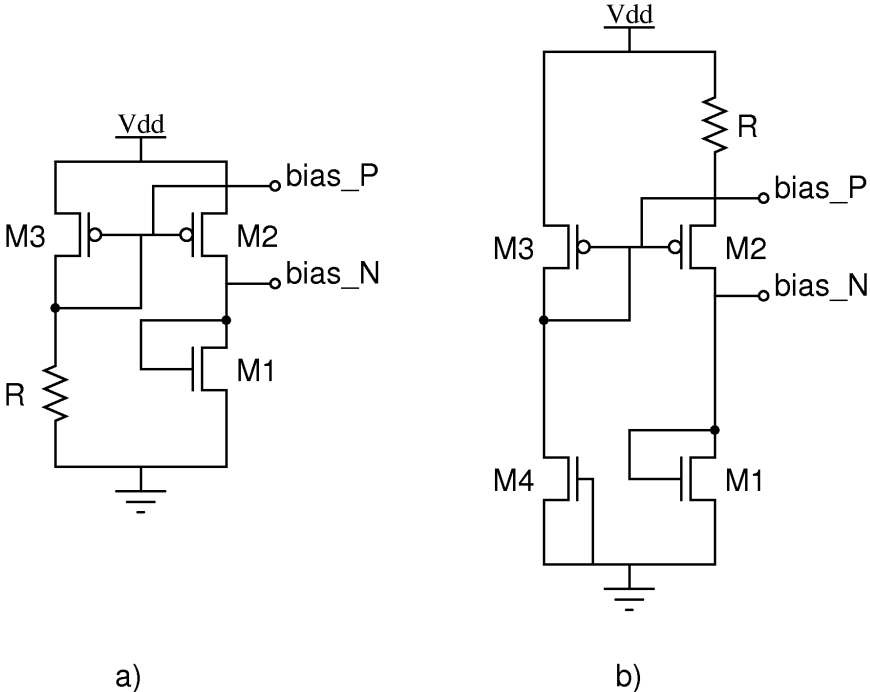 Vdd
bias_P
M3
M2
bias_N
M1
R
a)
Vdd
R
bias_P
M3
M2
bias_N
M4
M1
b)